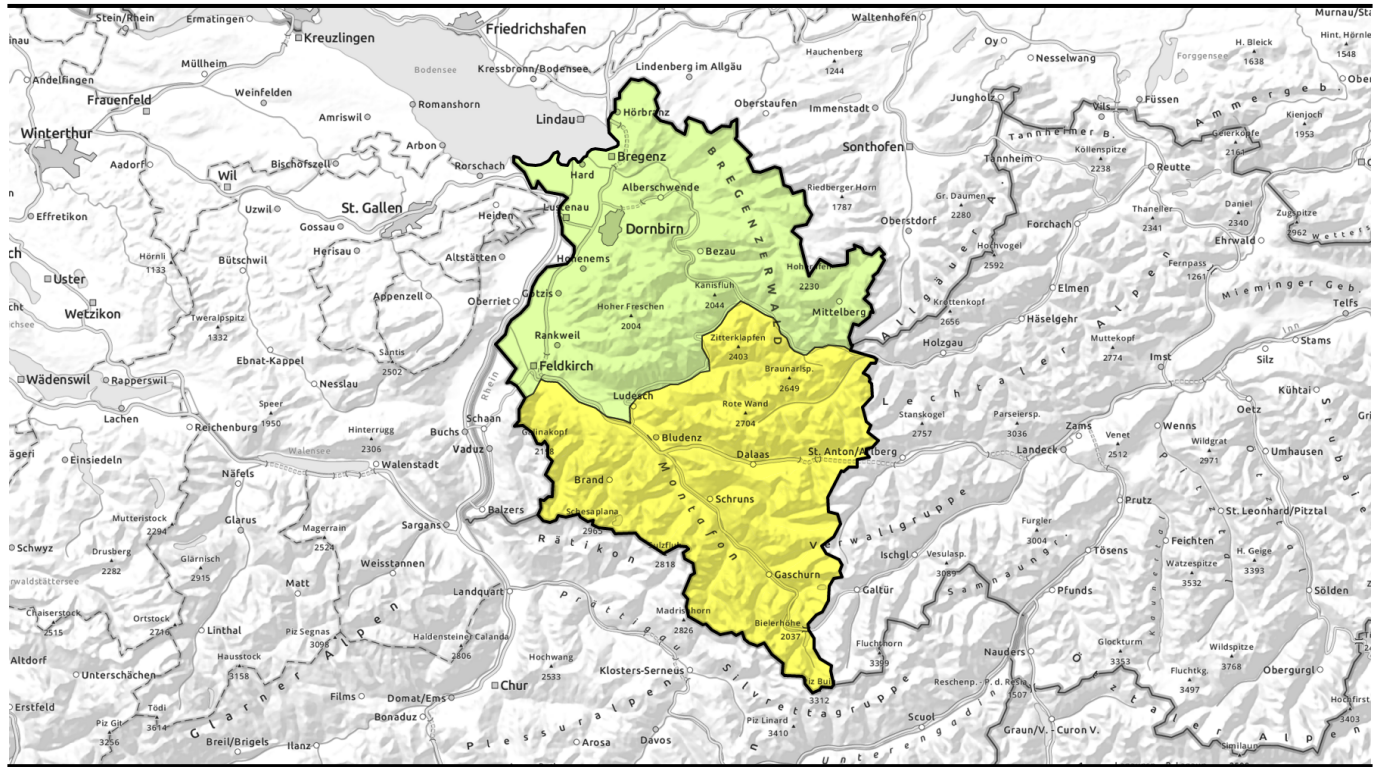 Stein/Rhein
Ermatingen
Kreuzlingen
Friedrichshafen
Waltenhofen
Murnau/Sta
Oy
Nesselwang
H. Bleick
1638
Hint. Hörnle
1548
Forggensee
Hauchenberg
1244
Müllheim
Bodensee
Kressbronn/Bodensee
Lindenberg im Allgäu
Andelfingen
Weinfelden
Frauenfeld
Romanshorn
Oberstaufen
Immenstadt
Jungholz
Vils
Füssen
Ammergeb.
Kienjoch
1953
Lindau
Hörbranz
Amriswil
Winterthur
Tannheimer B.
Geierköpfe
2161
Köllenspitze
2238
Arbon
Sonthofen
Tannheim
Reutte
Aadorf
Bischofszell
Rorschach
Bregenz
Hard
Wil
BREGENZERWALD
Alberschwende
Riedberger Horn
1787
Gr. Daumen
2280
Thaneller
2341
Daniel
2340
Zugspitze
2962
Wetterst
Effretikon
Uzwil
St. Gallen
Heiden
Lustenau
Dornbirn
Oberstdorf
Forchach
Ehrwald
Gossau
Herisau
Altstätten
Hohenems
Bezau
Hochvogel
2592
Hörnli
1133
Bütschwil
Fernpass
1261
Uster
Appenzell
Oberriet
Götzis
Kanisfluh
2044
2230
Allgäuer A.
Elmen
Mieminger Geb.
Wetzikon
Hoher Freschen
2004
Mittelberg
Krottenkopf
2656
Häselgehr
Telfs
Inn
Tweralpspitz
1332
Rankweil
Zitterklapfen
2403
Holzgau
Muttekopf
2774
Stams
Säntis
2502
Ebnat-Kappel
Feldkirch
Imst
Silz
Wädenswil
Rapperswil
Nesslau
Rhein
Braunarlsp.
2649
Lechtaler Alpen
Kühtai
Lachen
Speer
1950
Ludesch
Rote Wand
2704
Stanskogel
2757
Parseiersp.
3036
Oetz
Stubaie
Reichenburg
Hinterrugg
2306
Schaan
Buchs
Galinakopf
2198
Zams
Venet
2512
Wenns
Wildgrat
2971
Umhausen
Walensee
Vaduz
Bludenz
Dalaas
St. Anton/Arlberg
Landeck
Einsiedeln
Walenstadt
Näfels
Brand
Montafon
Schruns
Verwallgruppe
Prutz
Pitztal
Ötztal
St. Leonhard/Pitztal
Balzers
Schesaplana
2965
Mutteristock
2294
Glarus
Magerrain
2524
Sargans
Rätikon
Sulzfluh
2818
Furgler
3004
Feichten
Schwyz
Drusberg
2282
Glärnisch
2915
Weisstannen
Gaschurn
Ischgl
Vesulasp.
3089
Samnaungr.
Tösens
Watzespitze
3532
H. Geige
3393
Matt
Landquart
Prättigau
Galtür
Pfunds
Kaunertal
Sölden
Chaiserstock
2515
Ortstock
2716
Linthal
Piz Segnas
3098
Haldensteiner Calanda
2806
Madrisahorn
2826
Bielerhöhe
2037
Fluchthorn
3399
Glockturm
3353
Nauders
Wildspitze
3768
Altdorf
Hausstock
3158
Hochwang
2533
Klosters-Serneus
Obergurgl
Unterschächen
Glarner Alpen
Films
Domat/Ems
Chur
Silvrettagruppe
3312
Reschenp. - P.d. Resia
1507
Fluchtkg.
3497
Ötztaler Alpen
Erstfeld
Tödi
3614
Bonaduz
Plessuralpen
Piz Linard
3410
Scuol
Hochfirst
3403
Piz Git
3256
Breil/Brigels
Ilanz
Arosa
Davos
Unterengadin
Graun/V. - Curon V.
Similaun